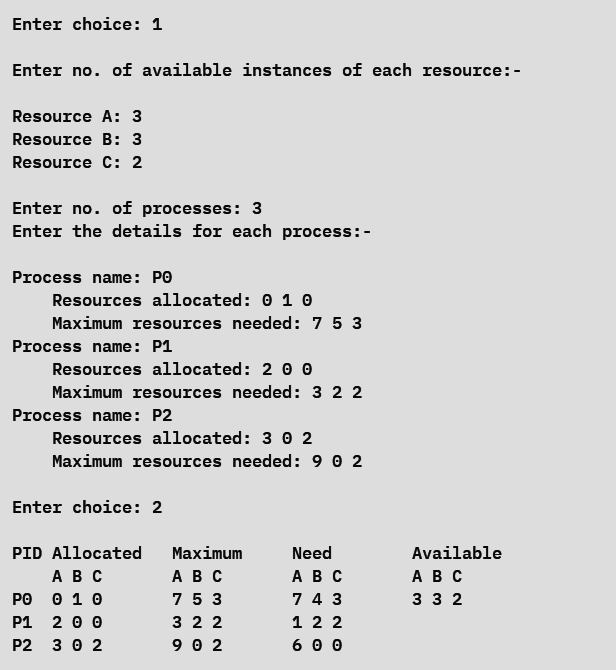 Enter choice: 1

Enter no. of available instances of each resource:-

Resource A: 3
Resource B: 3
Resource C: 2

Enter no. of processes: 3
Enter the details for each process:-

Process name: P0
    Resources allocated: 0 1 0
    Maximum resources needed: 7 5 3
Process name: P1
    Resources allocated: 2 0 0
    Maximum resources needed: 3 2 2
Process name: P2
    Resources allocated: 3 0 2
    Maximum resources needed: 9 0 2

Enter choice: 2

PID Allocated   Maximum     Need        Available
    A B C       A B C       A B C       A B C
P0  0 1 0       7 5 3       7 4 3       3 3 2
P1  2 0 0       3 2 2       1 2 2
P2  3 0 2       9 0 2       6 0 0